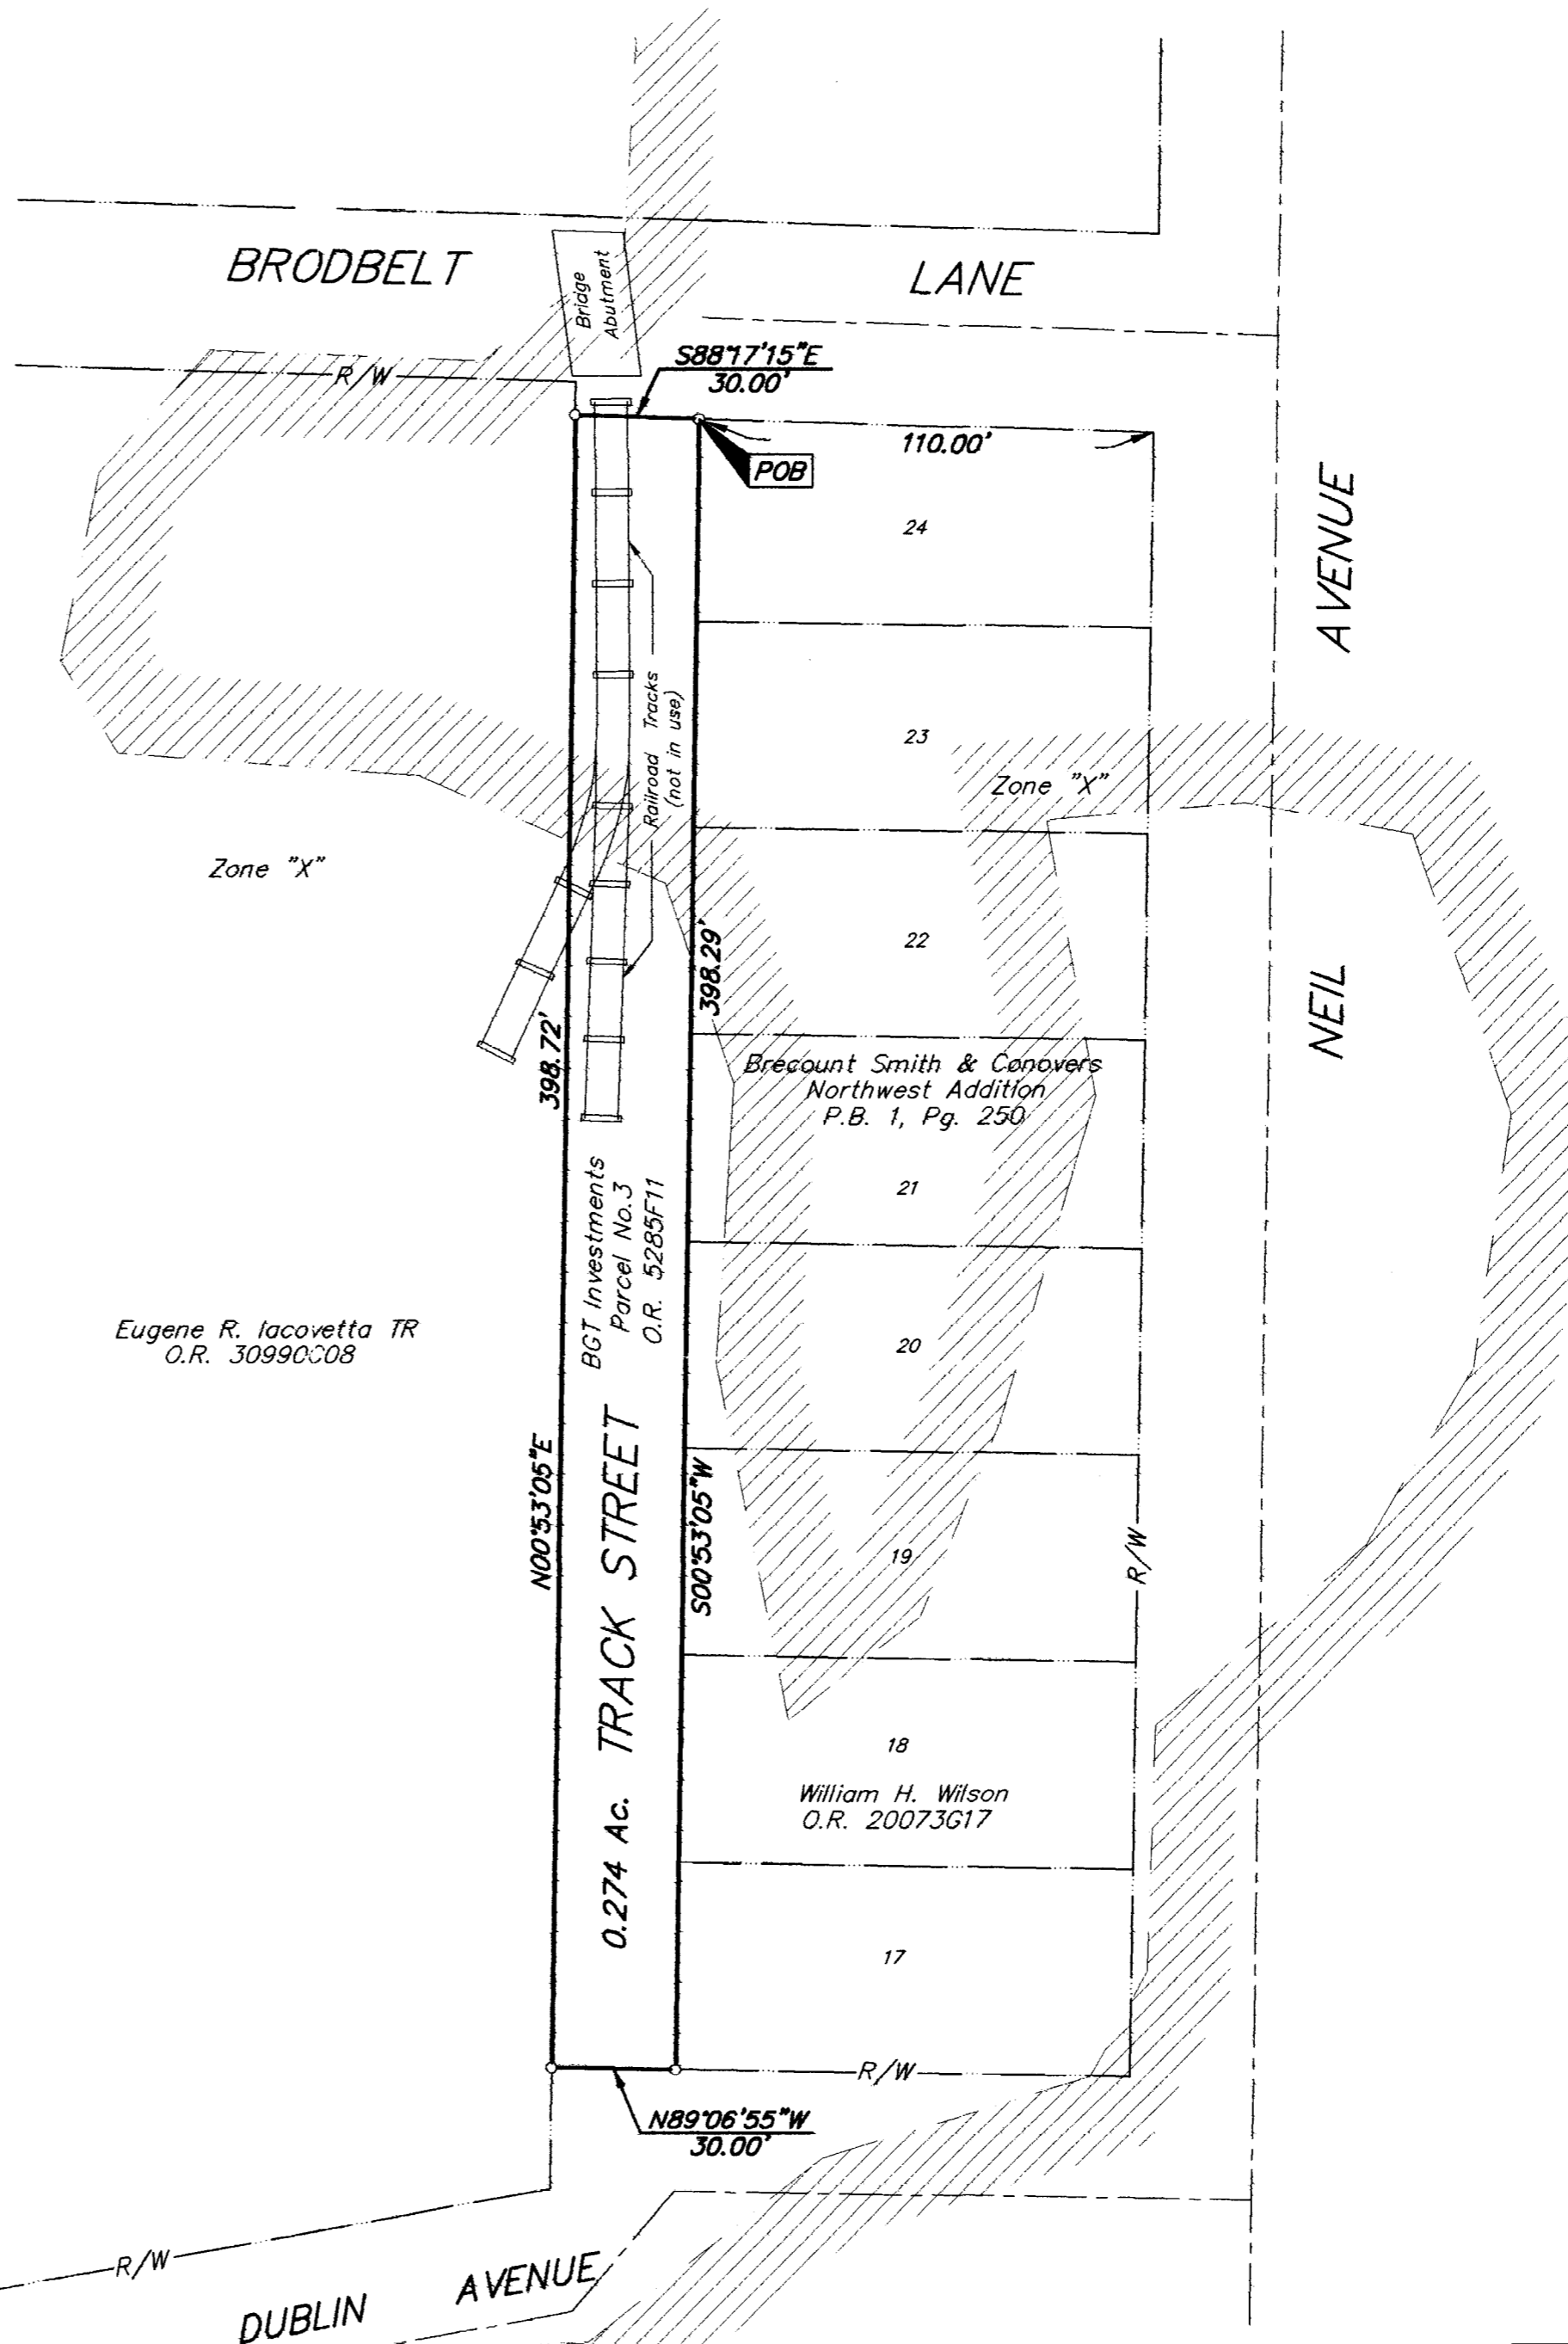 BRODBELT LANE
Bridge
Abutment
R/W
S88°17'15"E
30.00'
110.00'
POB
24
AVENUE
Railroad Tracks
(not in use)
23
Zone "X"
Zone "X"
22
398.29'
NEIL
398.72'
Brecount Smith & Conovers
Northwest Addition
P.B. 1, Pg. 250
21
BGT Investments
Parcel No.3
O.R. 5285F11
Eugene R. Iacovetta TR
O.R.
20
N00°53'05"E
S00°53'05"W
TRACK STREET
19
R/W
18
William H. Wilson
O.R. 20073G17
0.274 Ac.
17
R/W
N89°06'55"W
30.00'
R/W
DUBLIN AVENUE